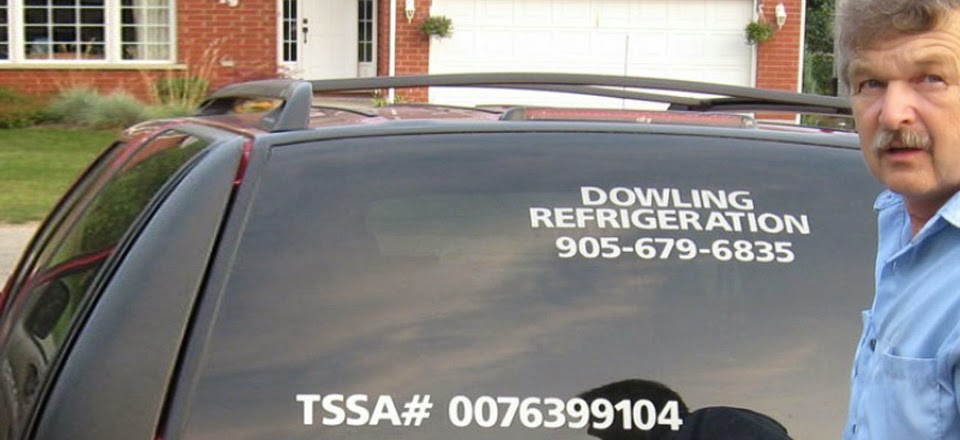 DOWLING
REFRIGERATION
905-679-6835
TSSA# 0076399104